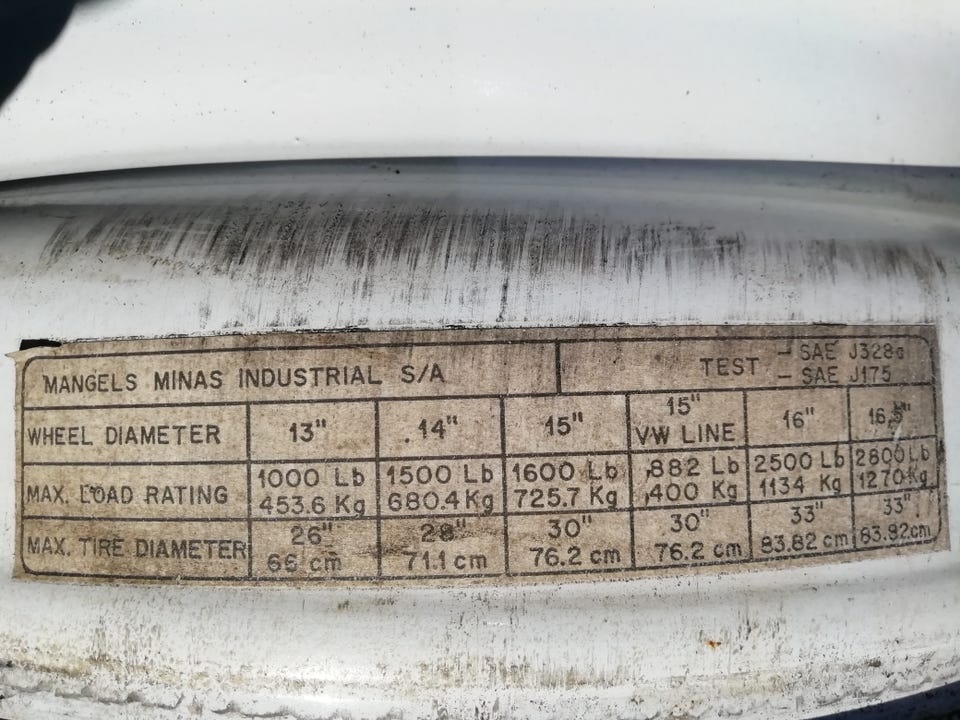 MANGELS MINAS INDUSTRIAL S/A
TEST - SAE J328a
- SAE J175
WHEEL DIAMETER 13" 14" 15" 15" VW LINE 16" 16.5"
MAX. LOAD RATING 1000 Lb 1500 Lb 1600 Lb 882 Lb 2500 Lb 2800 Lb
453.6 Kg 680.4 Kg 725.7 Kg 400 Kg 1134 Kg 1270 Kg
MAX. TIRE DIAMETER 26" 28" 30" 30" 33" 33"
66 cm 71.1 cm 76.2 cm 76.2 cm 83.82 cm 83.82 cm